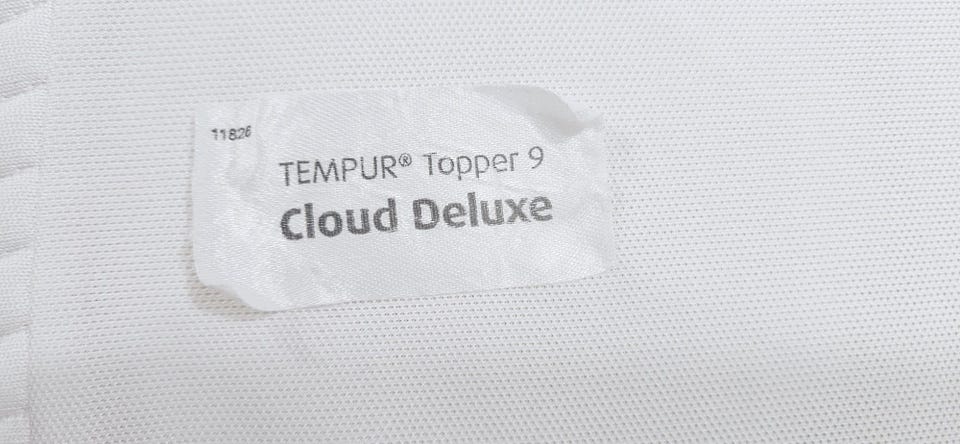 11826
TEMPUR® Topper 9
Cloud Deluxe